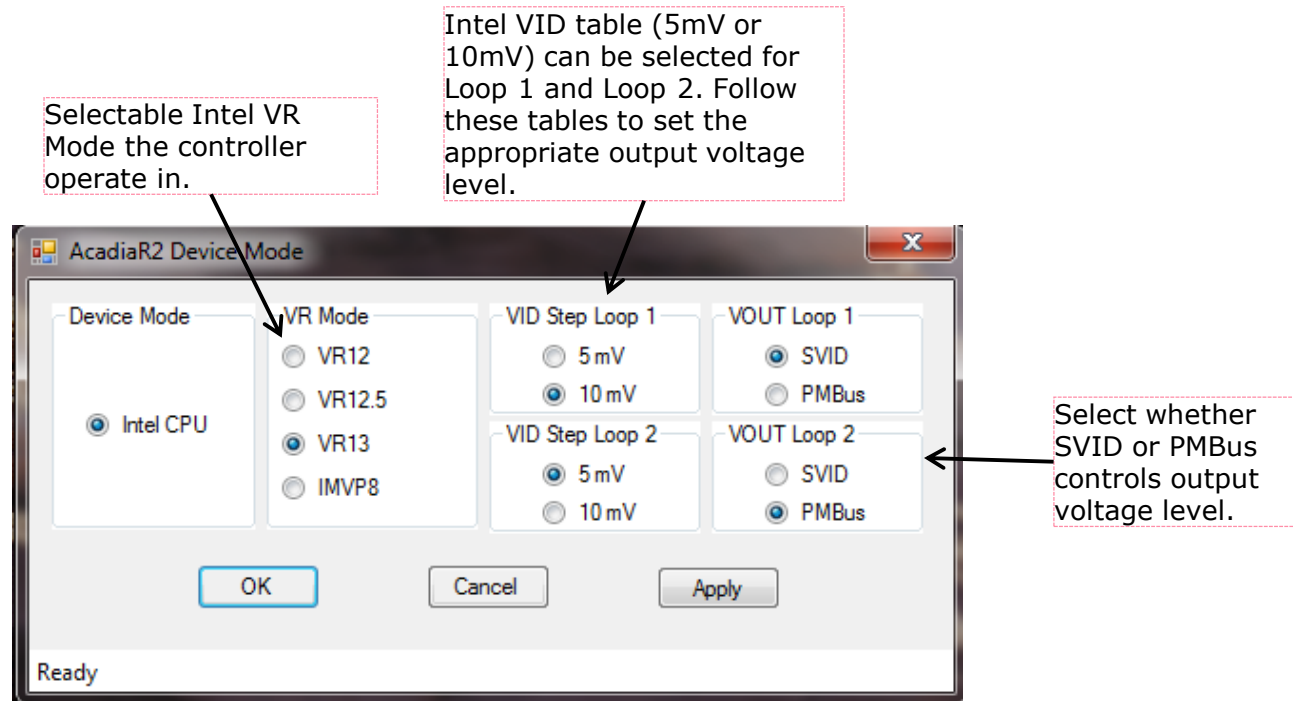 Intel VID table (5mV or
10mV) can be selected for
Loop 1 and Loop 2. Follow
these tables to set the
appropriate output voltage
level.
Selectable Intel VR
Mode the controller
operate in.
AcadiaR2 Device Mode
Device Mode
Intel CPU
VR Mode
VR12
VR12.5
VR13
IMVP8
VID Step Loop 1
5 mV
10 mV
VID Step Loop 2
5 mV
10 mV
VOUT Loop 1
SVID
PMBus
VOUT Loop 2
SVID
PMBus
Select whether
SVID or PMBus
controls output
voltage level.
OK
Cancel
Apply
Ready